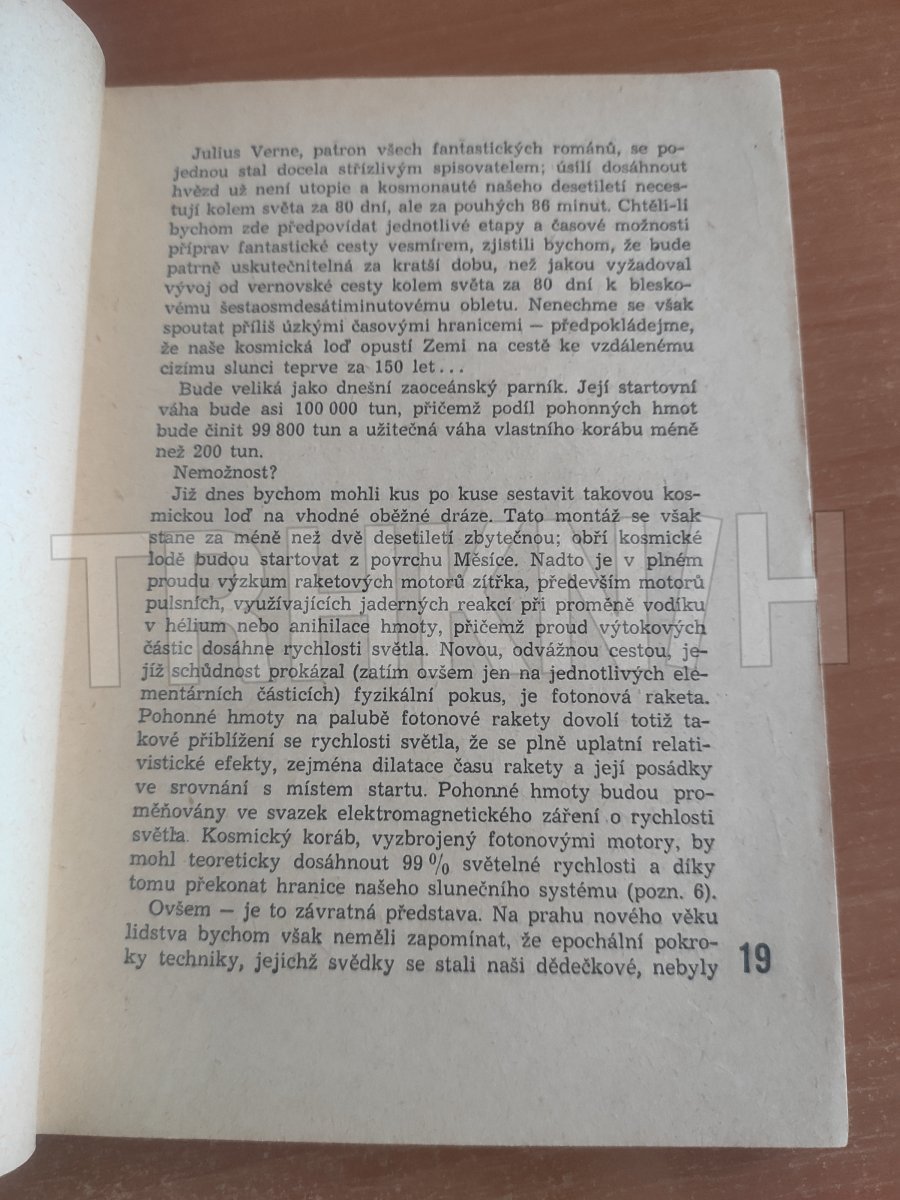 Julius Verne, patron všech fantastických románů, se po-
jednou stal docela střízlivým spisovatelem; úsilí dosáhnout
hvězd už není utopie a kosmonauté našeho desetiletí neces-
tují kolem světa za 80 dní, ale za pouhých 86 minut. Chtěli-li
bychom zde předpovídat jednotlivé etapy a časové možnosti
příprav fantastické cesty vesmírem, zjistili bychom, že bude
patrně uskutečnitelná za kratší dobu, než jakou vyžadoval
vývoj od vernovské cesty kolem světa za 80 dní k blesko-
vému šestaosmdesátiminutovému obletu. Nenechme se však
spoutat příliš úzkými časovými hranicemi — předpokládejme,
že naše kosmická loď opustí Zemi na cestě ke vzdálenému
cizímu slunci teprve za 150 let...
Bude veliká jako dnešní zaoceánský parník. Její startovní
váha bude asi 100 000 tun, přičemž podíl pohonných hmot
bude činit 99 800 tun a užitečná váha vlastního korábu méně
než 200 tun.
Nemožnost?
Již dnes bychom mohli kus po kuse sestavit takovou kos-
mickou loď na vhodné oběžné dráze. Tato montáž se však
stane za méně než dvě desetiletí zbytečnou; obří kosmické
lodě budou startovat z povrchu Měsíce. Nadto je v plném
proudu výzkum raketových motorů zítřka, především motorů
pulsních, využívajících jaderných reakcí při proměně vodíku
v hélium nebo anihilace hmoty, přičemž proud výtokových
částic dosáhne rychlosti světla. Novou, odvážnou cestou, je-
jíž schůdnost prokázal (zatím ovšem jen na jednotlivých ele-
mentárních částicích) fyzikální pokus, je fotonová raketa.
Pohonné hmoty na palubě fotonové rakety dovolí totiž ta-
kové přiblížení se rychlosti světla, že se plně uplatní relati-
vistické efekty, zejména dilatace času rakety a její posádky
ve srovnání s místem startu. Pohonné hmoty budou pro-
měňovány ve svazek elektromagnetického záření o rychlosti
světla. Kosmický koráb, vyzbrojený fotonovými motory, by
mohl teoreticky dosáhnout 99 % světelné rychlosti a díky
tomu překonat hranice našeho slunečního systému (pozn. 6).
Ovšem — je to závratná představa. Na prahu nového věku
lidstva bychom však neměli zapomínat, že epochální pokro-
ky techniky, jejichž svědky se stali naši dědečkové, nebyly
19